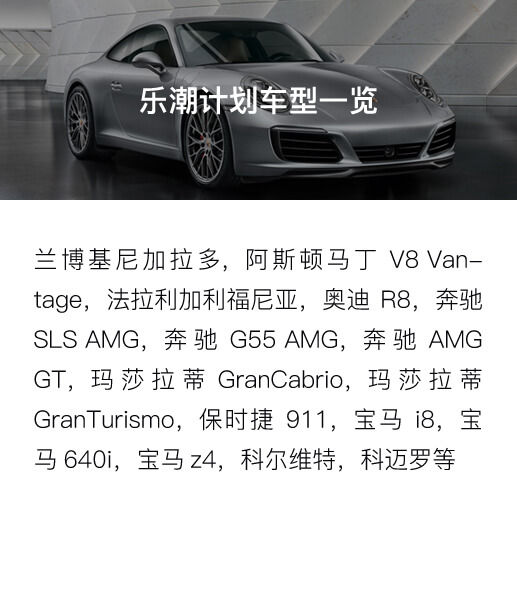 乐潮计划车型一览
兰博基尼加拉多，阿斯顿马丁 V8 Van-
tage，法拉利加利福尼亚，奥迪 R8，奔驰
SLS AMG，奔驰 G55 AMG，奔驰 AMG
GT，玛莎拉蒂 GranCabrio，玛莎拉蒂
GranTurismo，保时捷 911，宝马 i8，宝
马 640i，宝马 z4，科尔维特，科迈罗等